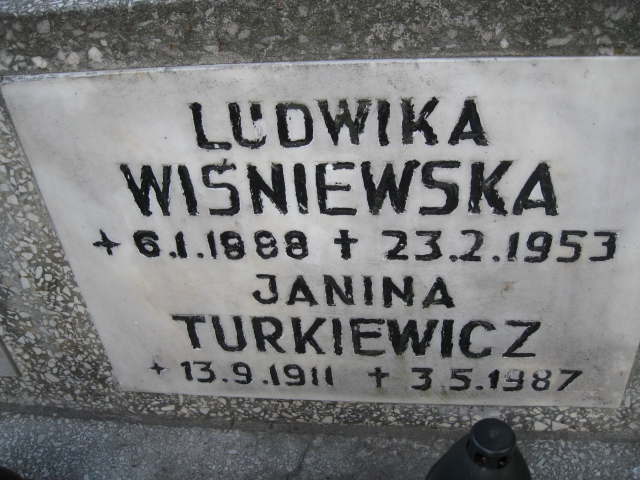 LUDWIKA
WIŚNIEWSKA
+ 6.1.1888 † 23.2.1953
JANINA
TURKIEWICZ
+ 13.9.1911 † 3.5.1987